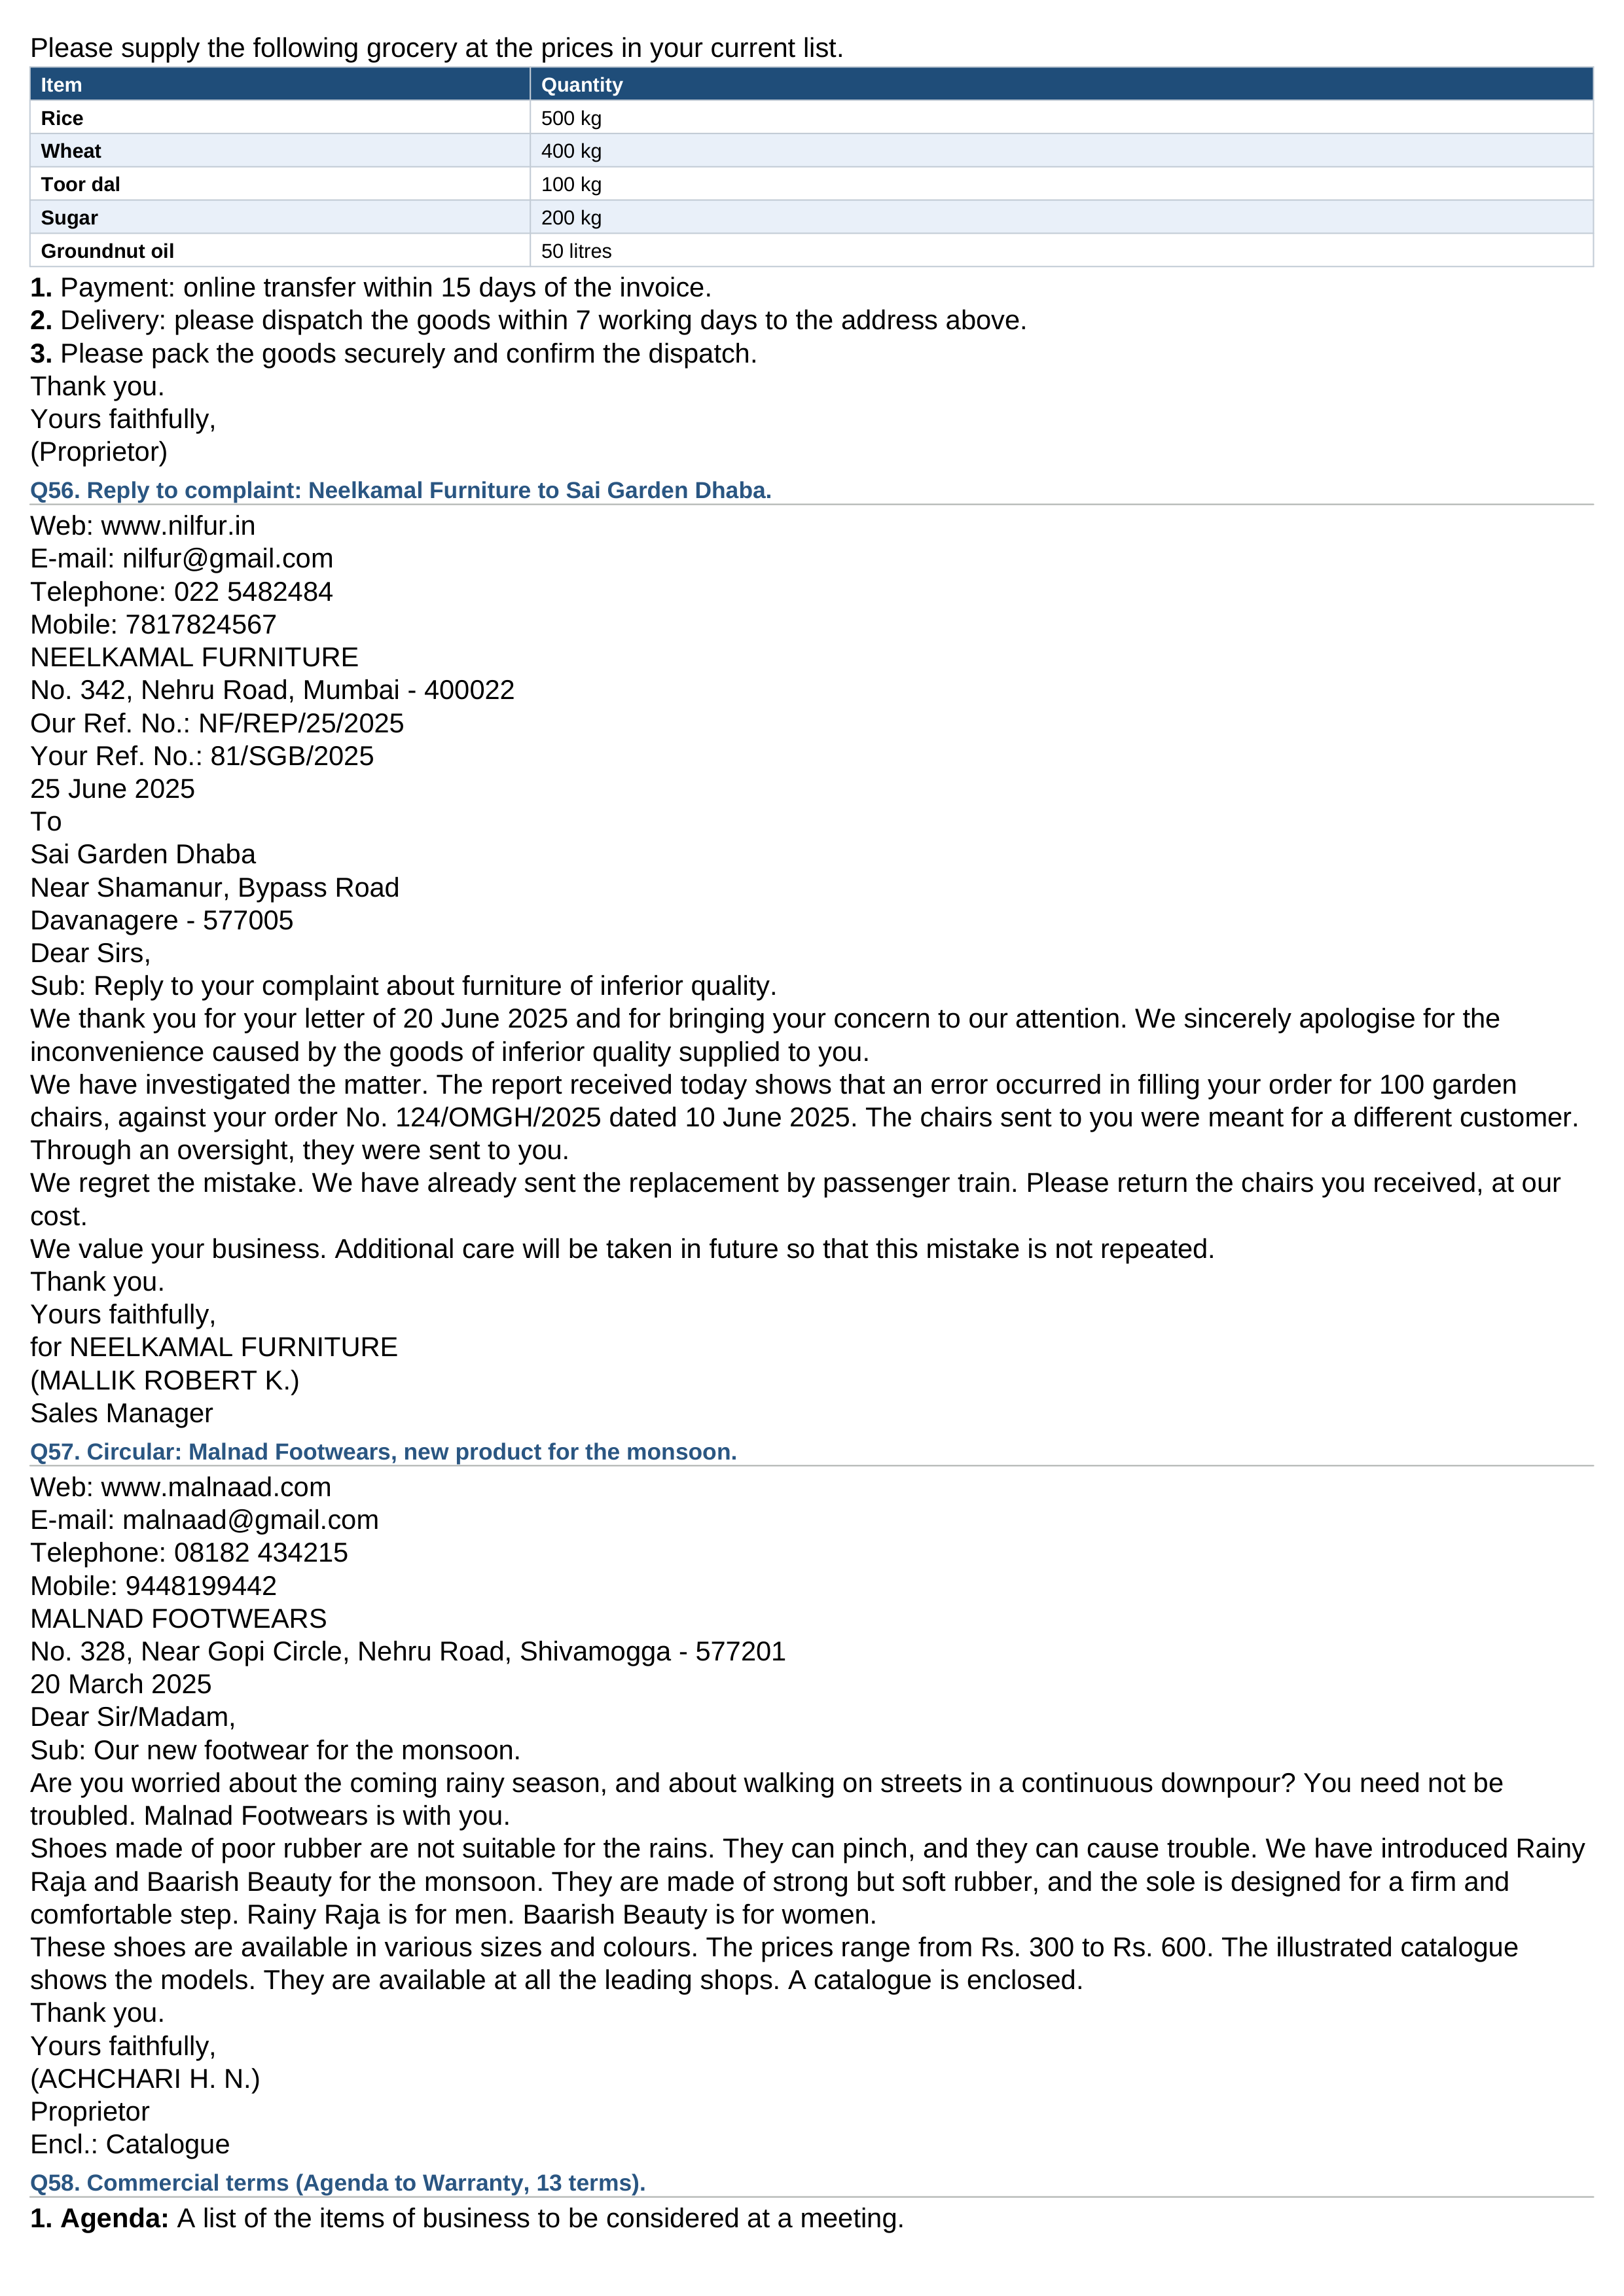 Please supply the following grocery at the prices in your current list.
Item Quantity
Rice 500 kg
Wheat 400 kg
Toor dal 100 kg
Sugar 200 kg
Groundnut oil 50 litres
1. Payment: online transfer within 15 days of the invoice.
2. Delivery: please dispatch the goods within 7 working days to the address above.
3. Please pack the goods securely and confirm the dispatch.
Thank you.
Yours faithfully,
(Proprietor)
Q56. Reply to complaint: Neelkamal Furniture to Sai Garden Dhaba.
Web: www.nilfur.in
E-mail: nilfur@gmail.com
Telephone: 022 5482484
Mobile: 7817824567
NEELKAMAL FURNITURE
No. 342, Nehru Road, Mumbai - 400022
Our Ref. No.: NF/REP/25/2025
Your Ref. No.: 81/SGB/2025
25 June 2025
To
Sai Garden Dhaba
Near Shamanur, Bypass Road
Davanagere - 577005
Dear Sirs,
Sub: Reply to your complaint about furniture of inferior quality.
We thank you for your letter of 20 June 2025 and for bringing your concern to our attention. We sincerely apologise for the
inconvenience caused by the goods of inferior quality supplied to you.
We have investigated the matter. The report received today shows that an error occurred in filling your order for 100 garden
chairs, against your order No. 124/OMGH/2025 dated 10 June 2025. The chairs sent to you were meant for a different customer.
Through an oversight, they were sent to you.
We regret the mistake. We have already sent the replacement by passenger train. Please return the chairs you received, at our
cost.
We value your business. Additional care will be taken in future so that this mistake is not repeated.
Thank you.
Yours faithfully,
for NEELKAMAL FURNITURE
(MALLIK ROBERT K.)
Sales Manager
Q57. Circular: Malnad Footwears, new product for the monsoon.
Web: www.malnaad.com
E-mail: malnaad@gmail.com
Telephone: 08182 434215
Mobile: 9448199442
MALNAD FOOTWEARS
No. 328, Near Gopi Circle, Nehru Road, Shivamogga - 577201
20 March 2025
Dear Sir/Madam,
Sub: Our new footwear for the monsoon.
Are you worried about the coming rainy season, and about walking on streets in a continuous downpour? You need not be
troubled. Malnad Footwears is with you.
Shoes made of poor rubber are not suitable for the rains. They can pinch, and they can cause trouble. We have introduced Rainy
Raja and Baarish Beauty for the monsoon. They are made of strong but soft rubber, and the sole is designed for a firm and
comfortable step. Rainy Raja is for men. Baarish Beauty is for women.
These shoes are available in various sizes and colours. The prices range from Rs. 300 to Rs. 600. The illustrated catalogue
shows the models. They are available at all the leading shops. A catalogue is enclosed.
Thank you.
Yours faithfully,
(ACHCHARI H. N.)
Proprietor
Encl.: Catalogue
Q58. Commercial terms (Agenda to Warranty, 13 terms).
1. Agenda: A list of the items of business to be considered at a meeting.